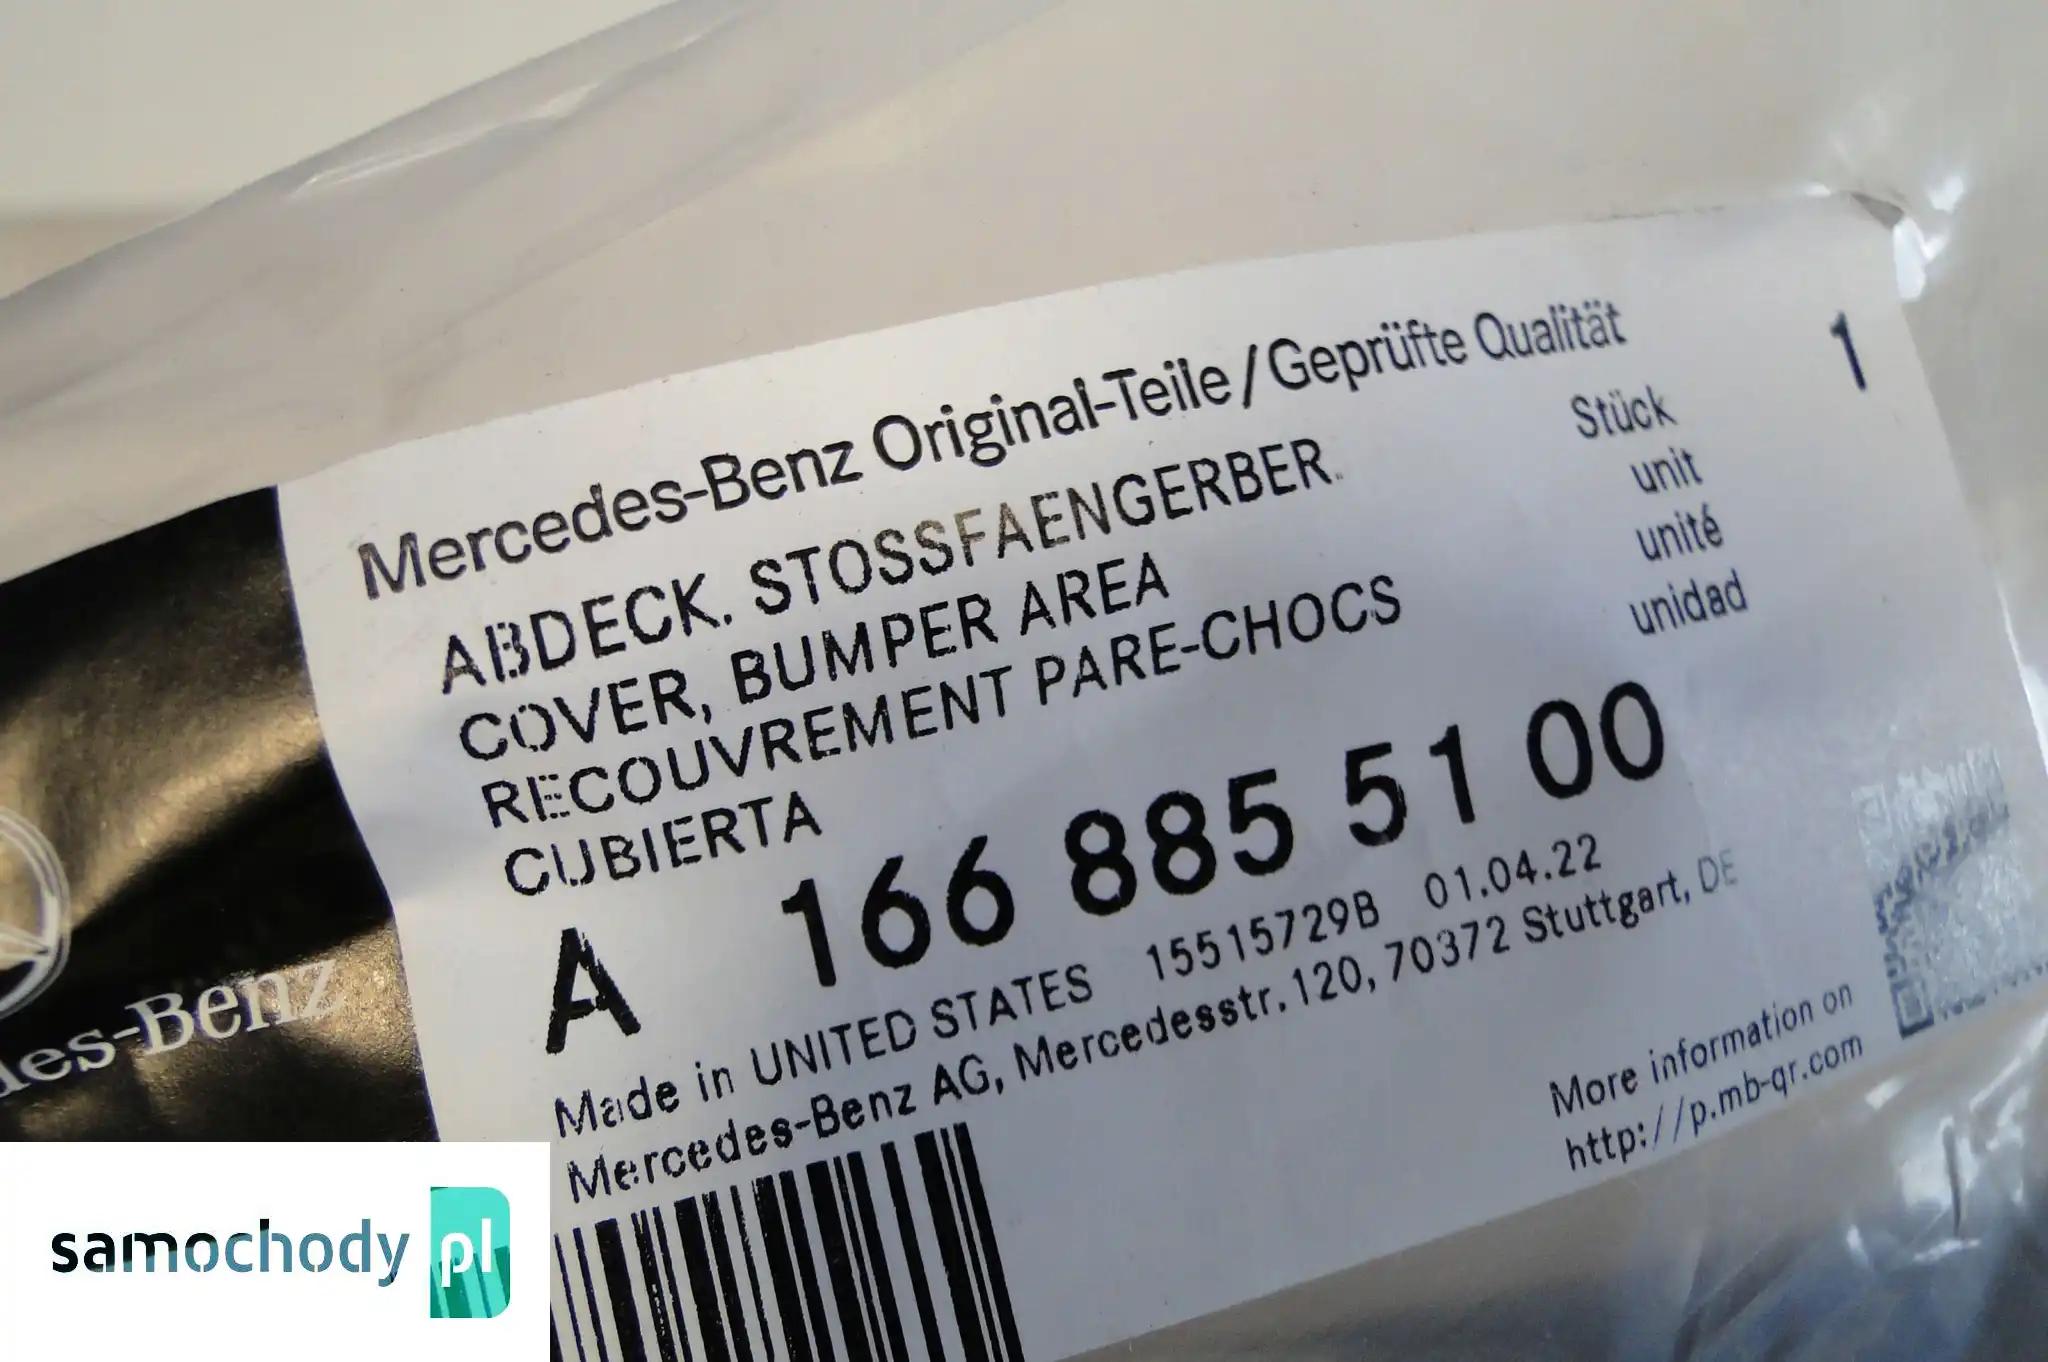 Mercedes-Benz Original-Teile/Geprüfte Qualität
ABDECK. STOSSFAENGERBER.
COVER, BUMPER AREA
RECOUVREMENT PARE-CHOCS
CUBIERTA
Stück 1
unit
unité
unidad
A 166 885 51 00
Made in UNITED STATES 15515729B 01.04.22
Mercedes-Benz AG, Mercedesstr. 120, 70372 Stuttgart, DE
More information on
http://p.mb-qr.com
des-Benz
samochody pl